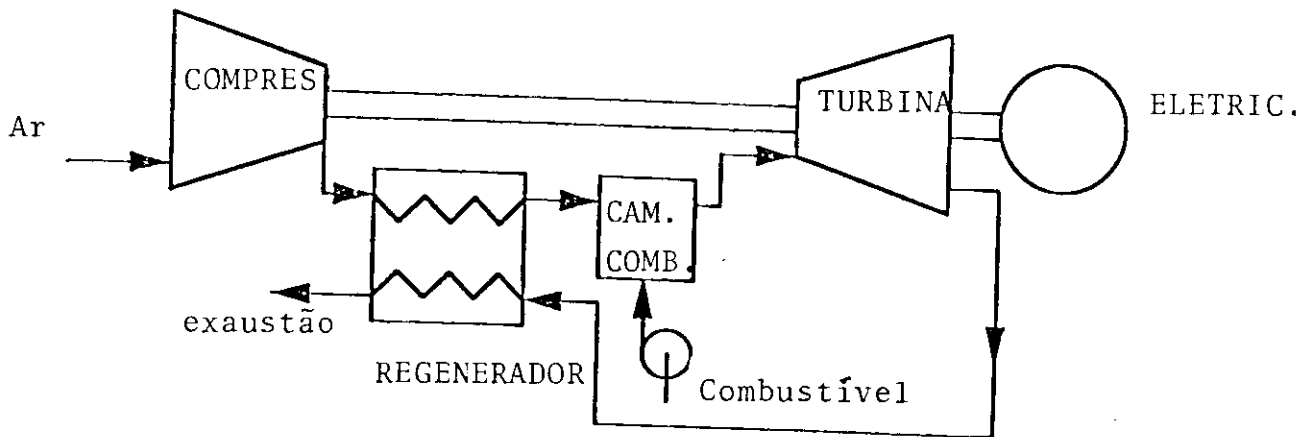 COMPRES
TURBINA
ELETRIC.
Ar
CAM.
COMB.
exaustão
REGENERADOR
Combustível